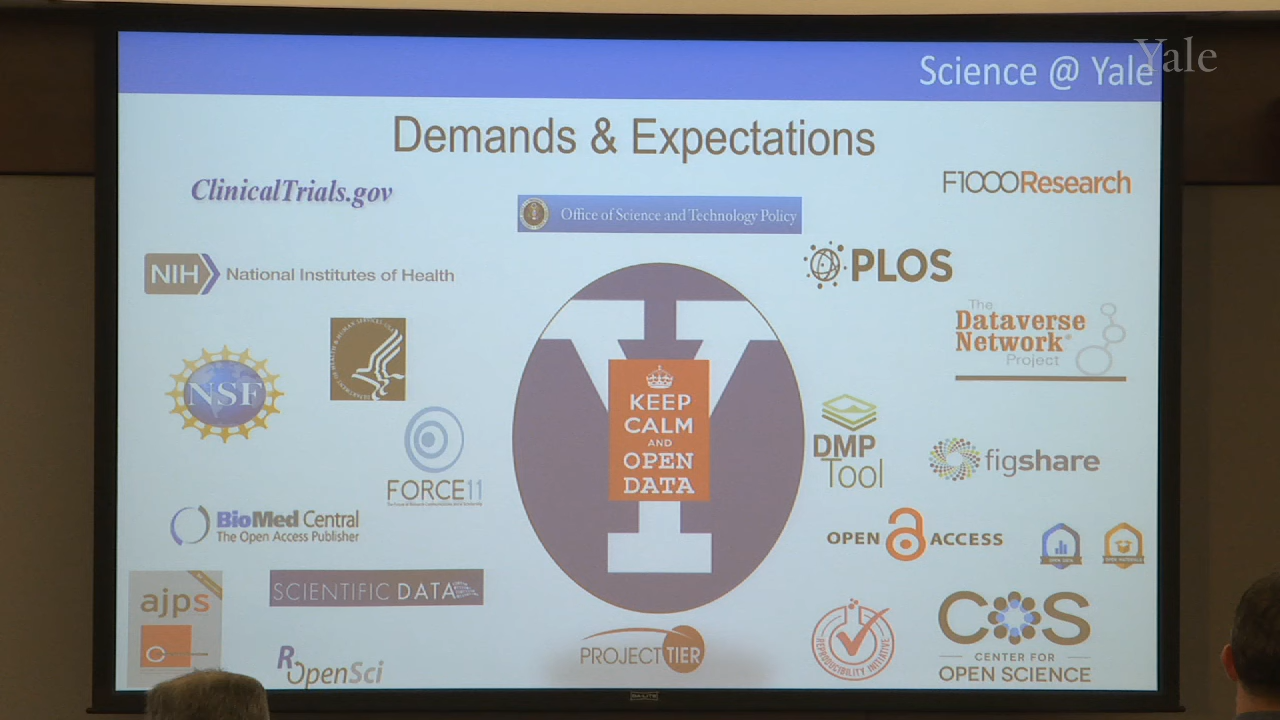 Science @ Yale
Yale
Demands & Expectations
ClinicalTrials.gov
F1000Research
Office of Science and Technology Policy
NIH National Institutes of Health
PLOS
The
Dataverse
Network
Project
NSF
KEEP
CALM
AND
OPEN
DATA
DMP
Tool
figshare
FORCE11
BioMed Central
The Open Access Publisher
OPEN ACCESS
ajps
SCIENTIFIC DATA
ROpenSci
PROJECT TIER
REPRODUCIBILITY INITIATIVE
COS
CENTER FOR
OPEN SCIENCE